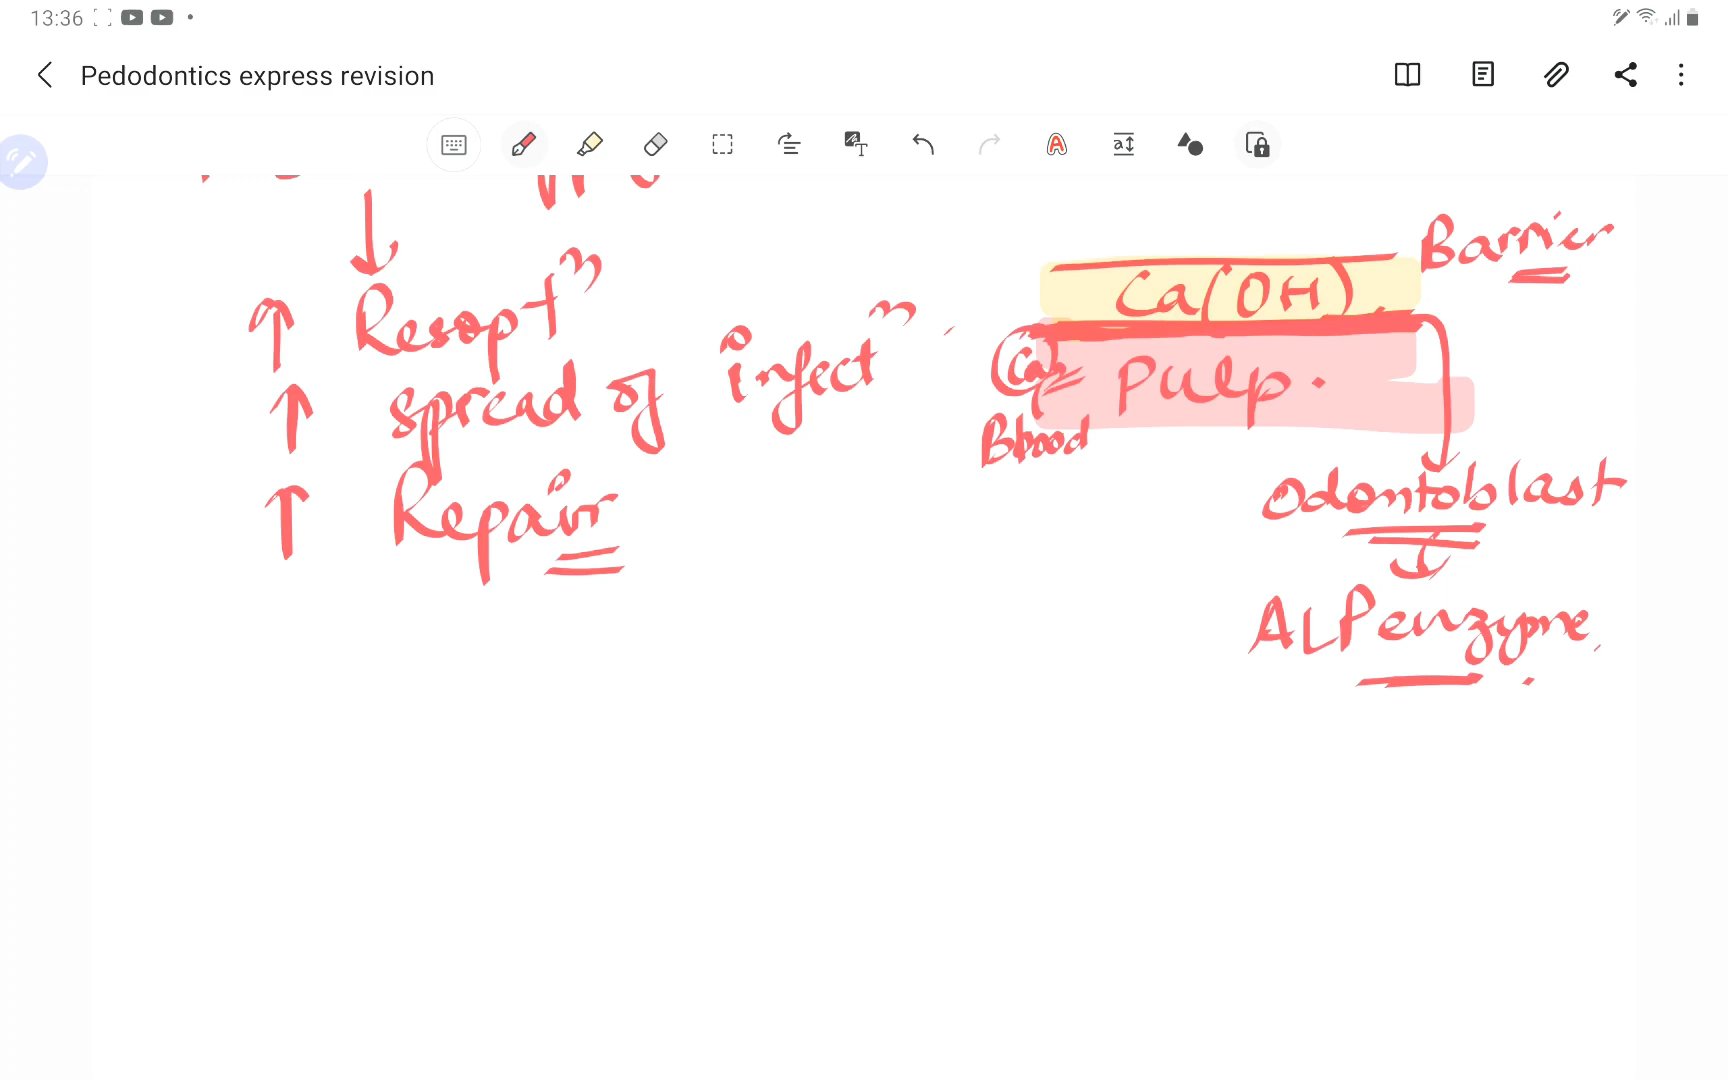 13:36
Pedodontics express revision
Barrier
Ca(OH)
↑ Resoptⁿ
↑ spread of infectⁿ.
Ca
Pulp.
Blood
↑ Repair
Odontoblast
ALP enzyme.